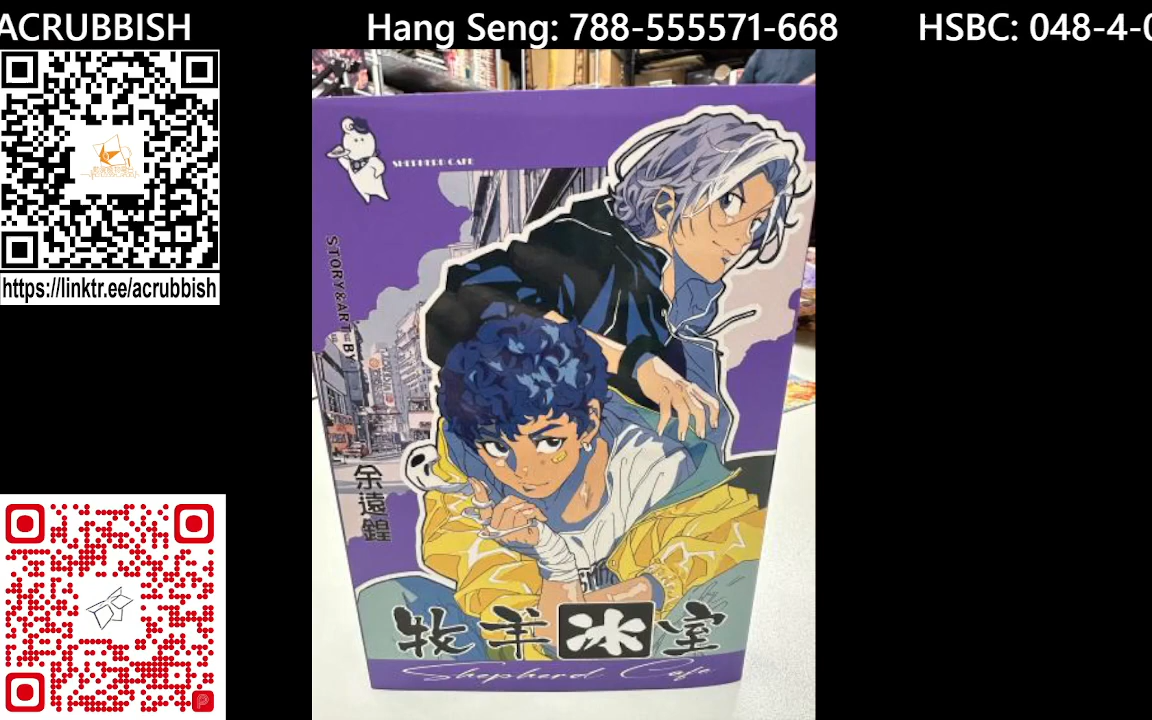 ACRUBBISH
Hang Seng: 788-555571-668
HSBC: 048-4-0
https://linktr.ee/acrubbish
SHEPHERD CAFE
STORY&ART BY
余遠鍠
牧羊冰室
Shepherd Cafe